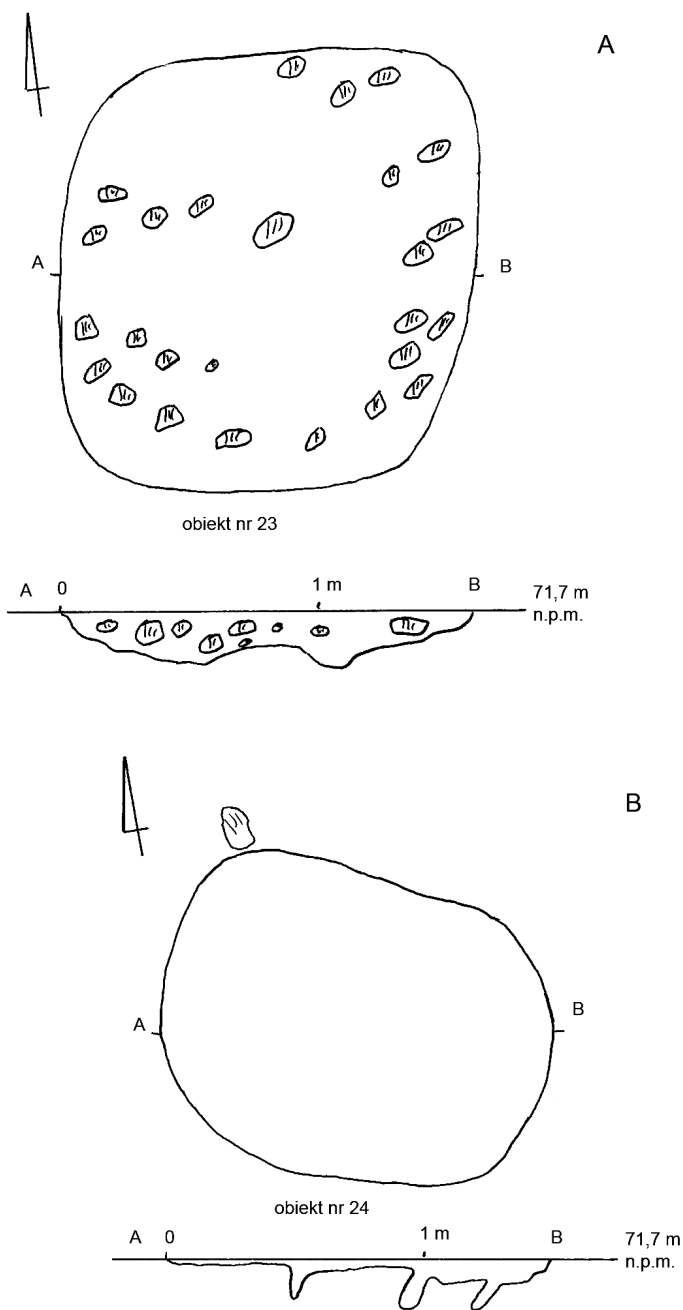 A
A B
obiekt nr 23
A 0 1 m B 71,7 m
n.p.m.
B
A B
obiekt nr 24
A 0 1 m B 71,7 m
n.p.m.